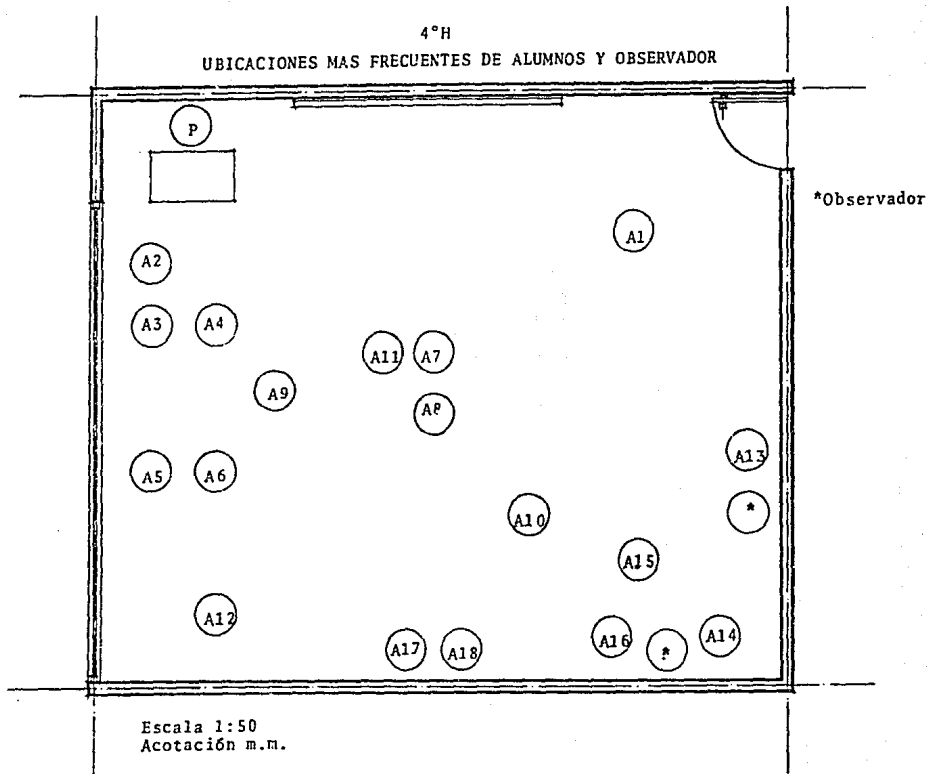 4°H
UBICACIONES MAS FRECUENTES DE ALUMNOS Y OBSERVADOR
P
*Observador
A1
A2
A3 A4
A11 A7
A9
A8
A13
A5 A6
*
A10
A15
A12
A16 * A14
A17 A18
Escala 1:50
Acotación m.m.